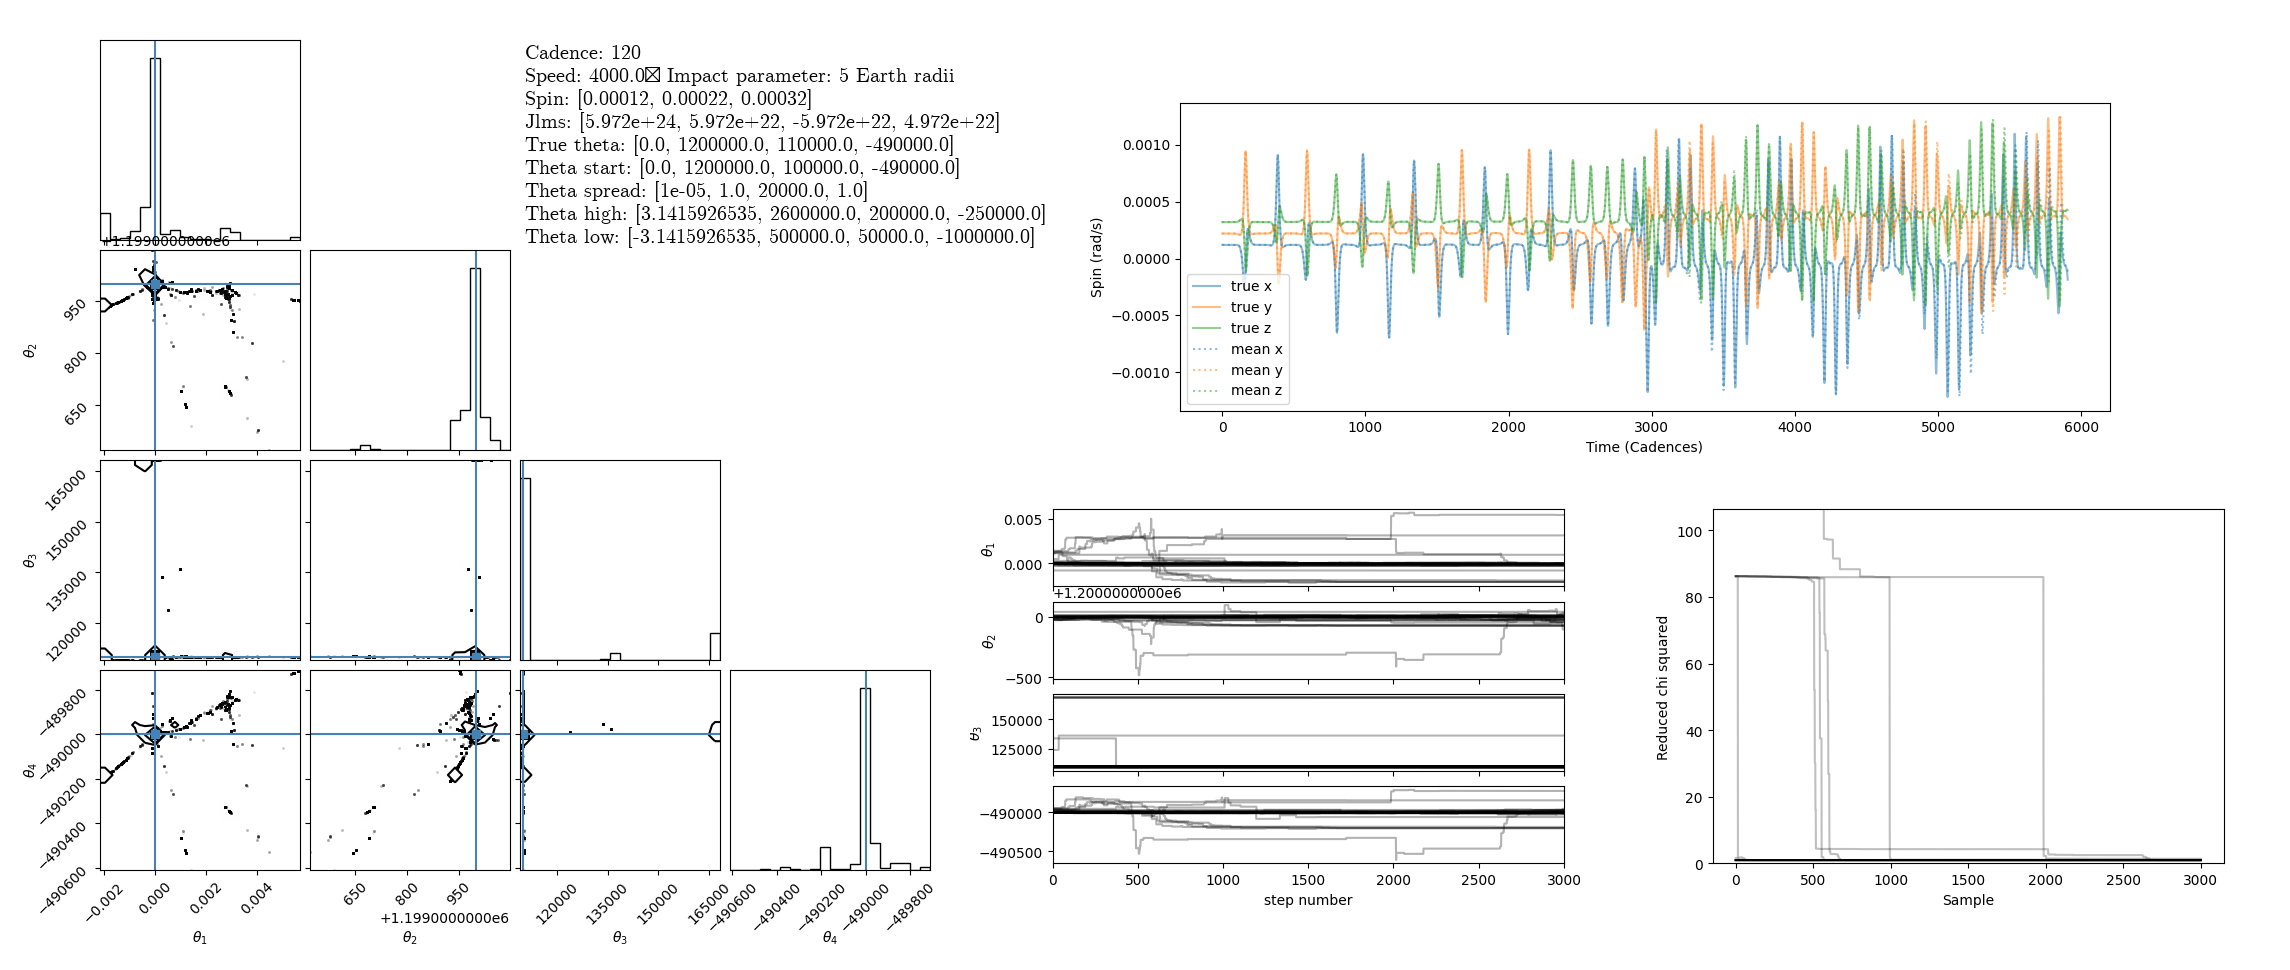 Cadence: 120
Speed: 4000.0 Impact parameter: 5 Earth radii
Spin: [0.00012, 0.00022, 0.00032]
Jlms: [5.972e+24, 5.972e+22, -5.972e+22, 4.972e+22]
True theta: [0.0, 1200000.0, 110000.0, -490000.0]
Theta start: [0.0, 1200000.0, 100000.0, -490000.0]
Theta spread: [1e-05, 1.0, 20000.0, 1.0]
Theta high: [3.1415926535, 2600000.0, 200000.0, -250000.0]
Theta low: [-3.1415926535, 500000.0, 50000.0, -1000000.0]
+1.1990000000e6
950
800
650
θ2
165000
150000
135000
120000
θ3
−489800
−490000
−490200
−490400
−490600
θ4
−0.002 0.000 0.002 0.004
θ1
650 800 950
+1.1990000000e6
θ2
120000 135000 150000 165000
θ3
−490600 −490400 −490200 −490000 −489800
θ4
0.0010
0.0005
0.0000
−0.0005
−0.0010
Spin (rad/s)
true x
true y
true z
mean x
mean y
mean z
0 1000 2000 3000 4000 5000 6000
Time (Cadences)
0.005
0.000
θ1
+1.2000000000e6
0
−500
θ2
150000
125000
θ3
−490000
−490500
θ4
0 500 1000 1500 2000 2500 3000
step number
100
80
60
40
20
0
Reduced chi squared
0 500 1000 1500 2000 2500 3000
Sample